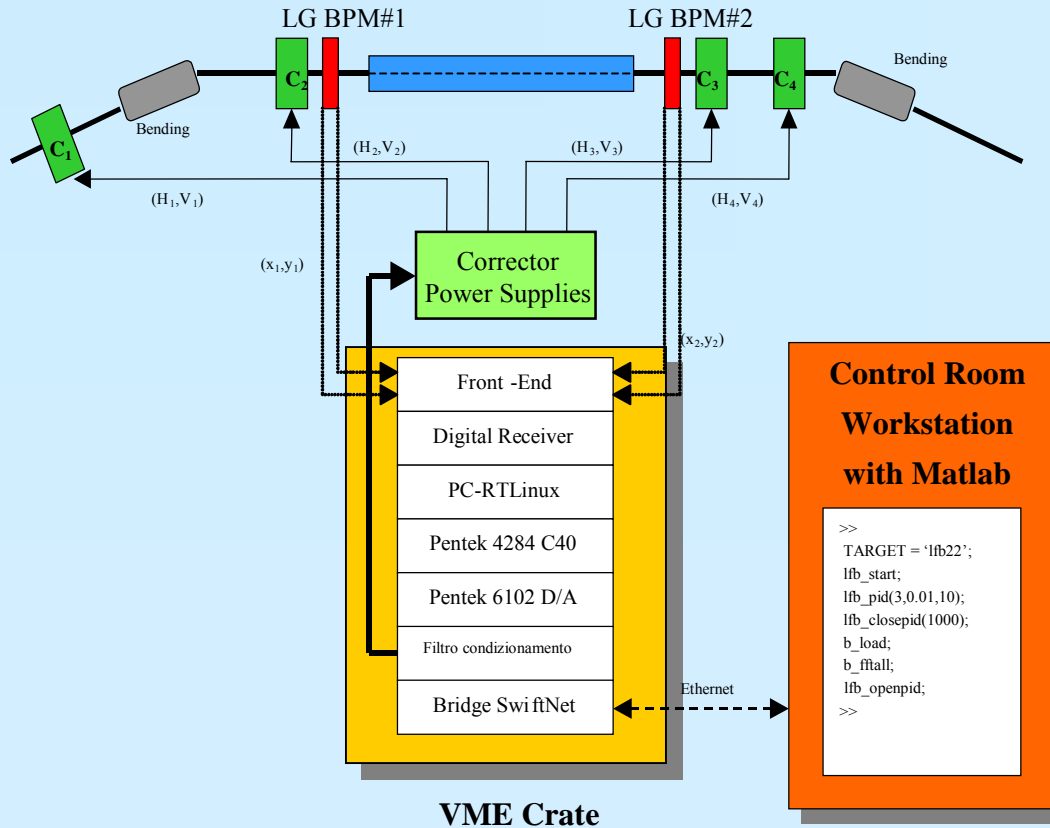 LG BPM#1
LG BPM#2
Bending
C₂
C₃
C₄
Bending
C₁
(H₂,V₂)
(H₃,V₃)
(H₁,V₁)
(H₄,V₄)
(x₁,y₁)
Corrector
Power Supplies
(x₂,y₂)
Front -End
Digital Receiver
PC-RTLinux
Pentek 4284 C40
Pentek 6102 D/A
Filtro condizionamento
Bridge SwiftNet
Ethernet
VME Crate
Control Room
Workstation
with Matlab
>>
TARGET = ‘lfb22’;
lfb_start;
lfb_pid(3,0.01,10);
lfb_closepid(1000);
b_load;
b_fftall;
lfb_openpid;
>>